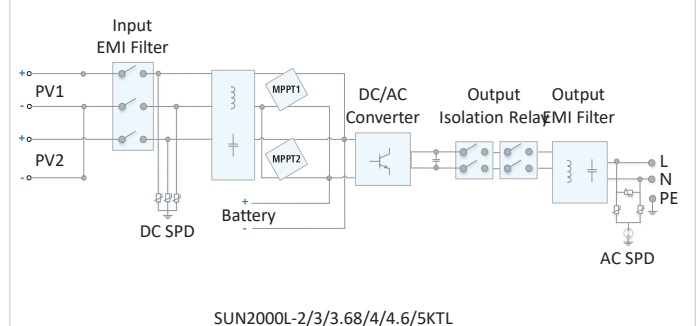 Input
EMI Filter
+
PV1
-
+
PV2
-
MPPT1
MPPT2
DC/AC
Converter
Output
Isolation Relay
Output
EMI Filter
L
N
PE
+
Battery
-
DC SPD
AC SPD
SUN2000L-2/3/3.68/4/4.6/5KTL